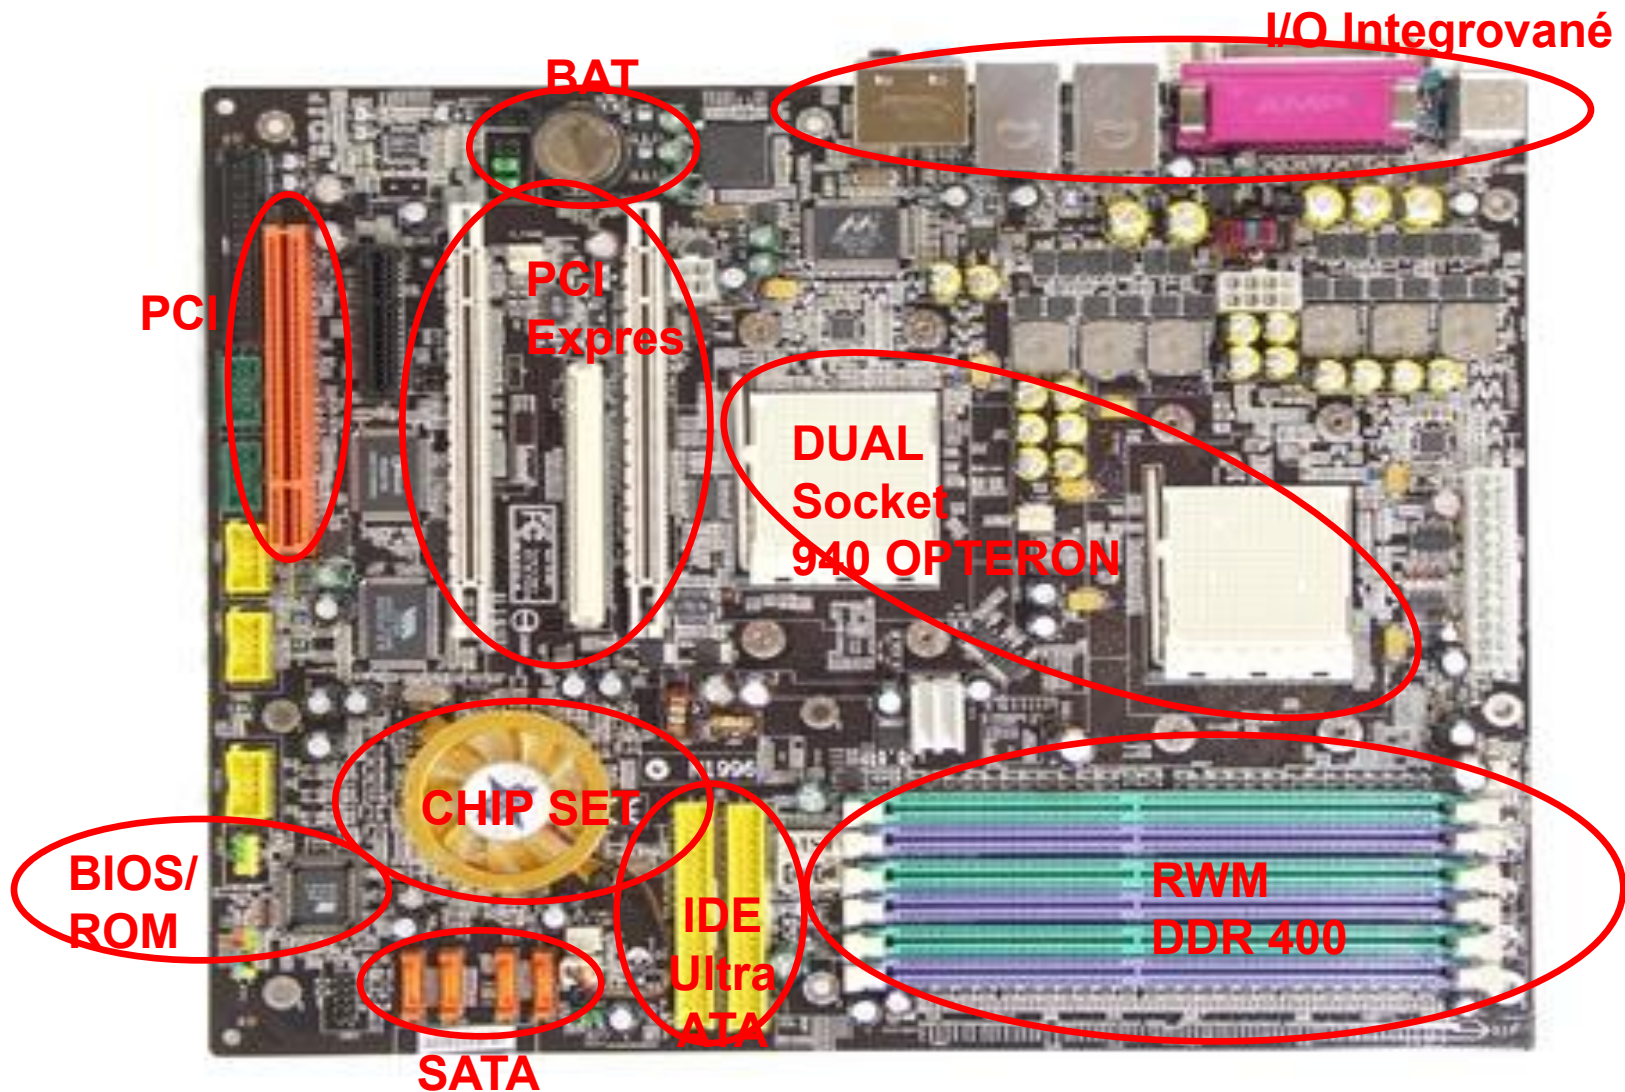 I/O Integrované
BAT
PCI
Expres
PCI
DUAL
Socket
940 OPTERON
CHIP SET
BIOS/
ROM
IDE
Ultra
ATA
RWM
DDR 400
SATA